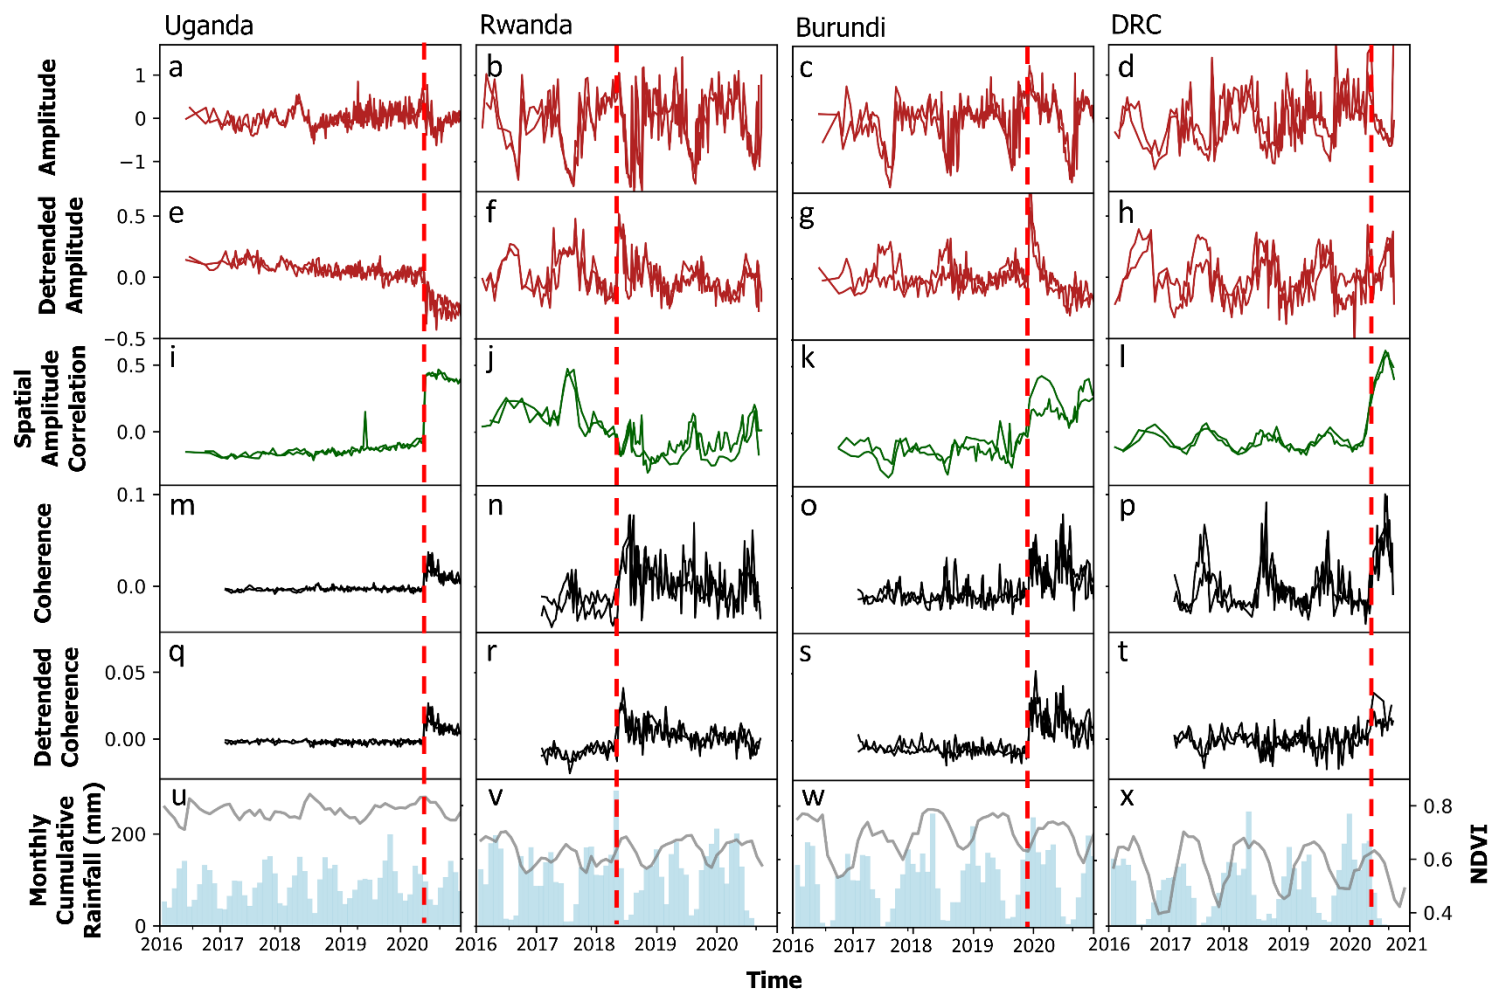 Uganda Rwanda Burundi DRC
Amplitude
1
0
−1
a b c d
Detrended
Amplitude
0.5
0.0
−0.5
e f g h
Spatial
Amplitude
Correlation
0.5
0.0
i j k l
Coherence
0.1
0.0
m n o p
Detrended
Coherence
0.05
0.00
q r s t
Monthly
Cumulative
Rainfall (mm)
200
0
u v w x
0.8
0.6
0.4
NDVI
2016 2017 2018 2019 2020 16 2017 2018 2019 2020 2016 2017 2018 2019 2020 16 2017 2018 2019 2020 2021
Time